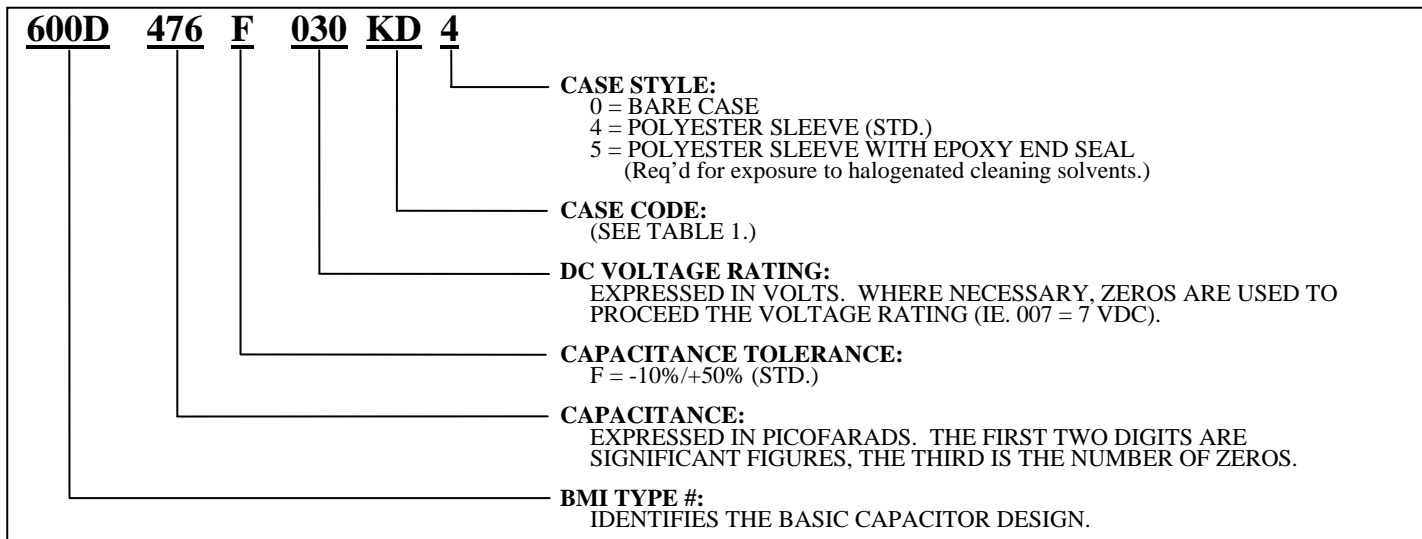 600D 476 F 030 KD 4
CASE STYLE:
0 = BARE CASE
4 = POLYESTER SLEEVE (STD.)
5 = POLYESTER SLEEVE WITH EPOXY END SEAL
(Req’d for exposure to halogenated cleaning solvents.)
CASE CODE:
(SEE TABLE 1.)
DC VOLTAGE RATING:
EXPRESSED IN VOLTS. WHERE NECESSARY, ZEROS ARE USED TO
PROCEED THE VOLTAGE RATING (IE. 007 = 7 VDC).
CAPACITANCE TOLERANCE:
F = -10%/+50% (STD.)
CAPACITANCE:
EXPRESSED IN PICOFARADS. THE FIRST TWO DIGITS ARE
SIGNIFICANT FIGURES, THE THIRD IS THE NUMBER OF ZEROS.
BMI TYPE #:
IDENTIFIES THE BASIC CAPACITOR DESIGN.